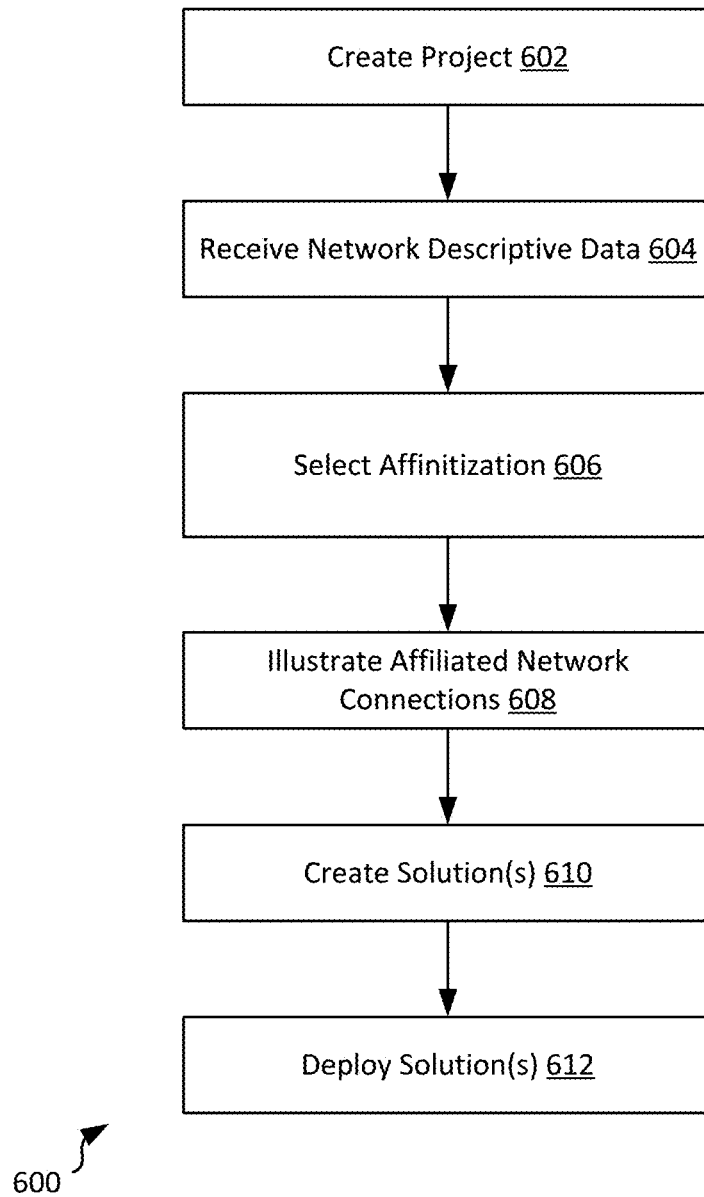 Create Project 602
Receive Network Descriptive Data 604
Select Affinitization 606
Illustrate Affiliated Network
Connections 608
Create Solution(s) 610
Deploy Solution(s) 612
600